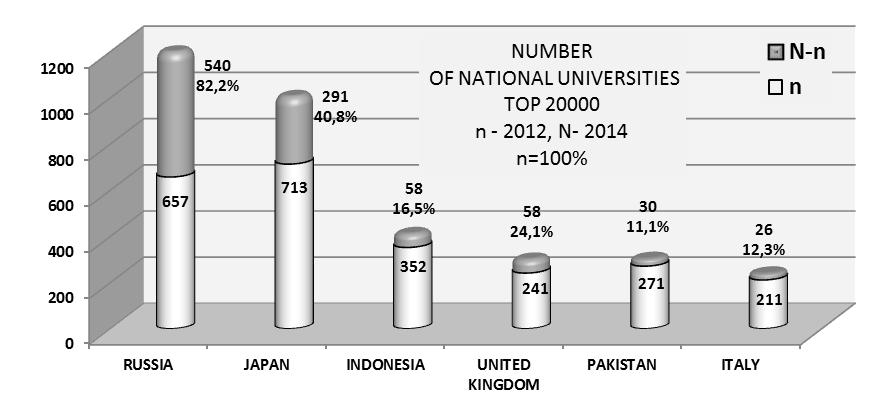 NUMBER
OF NATIONAL UNIVERSITIES
TOP 20000
n - 2012, N- 2014
n=100%
N-n
n
1200
1000
800
600
400
200
0
540
82,2%
657
291
40,8%
713
58
16,5%
352
58
24,1%
241
30
11,1%
271
26
12,3%
211
RUSSIA
JAPAN
INDONESIA
UNITED
KINGDOM
PAKISTAN
ITALY